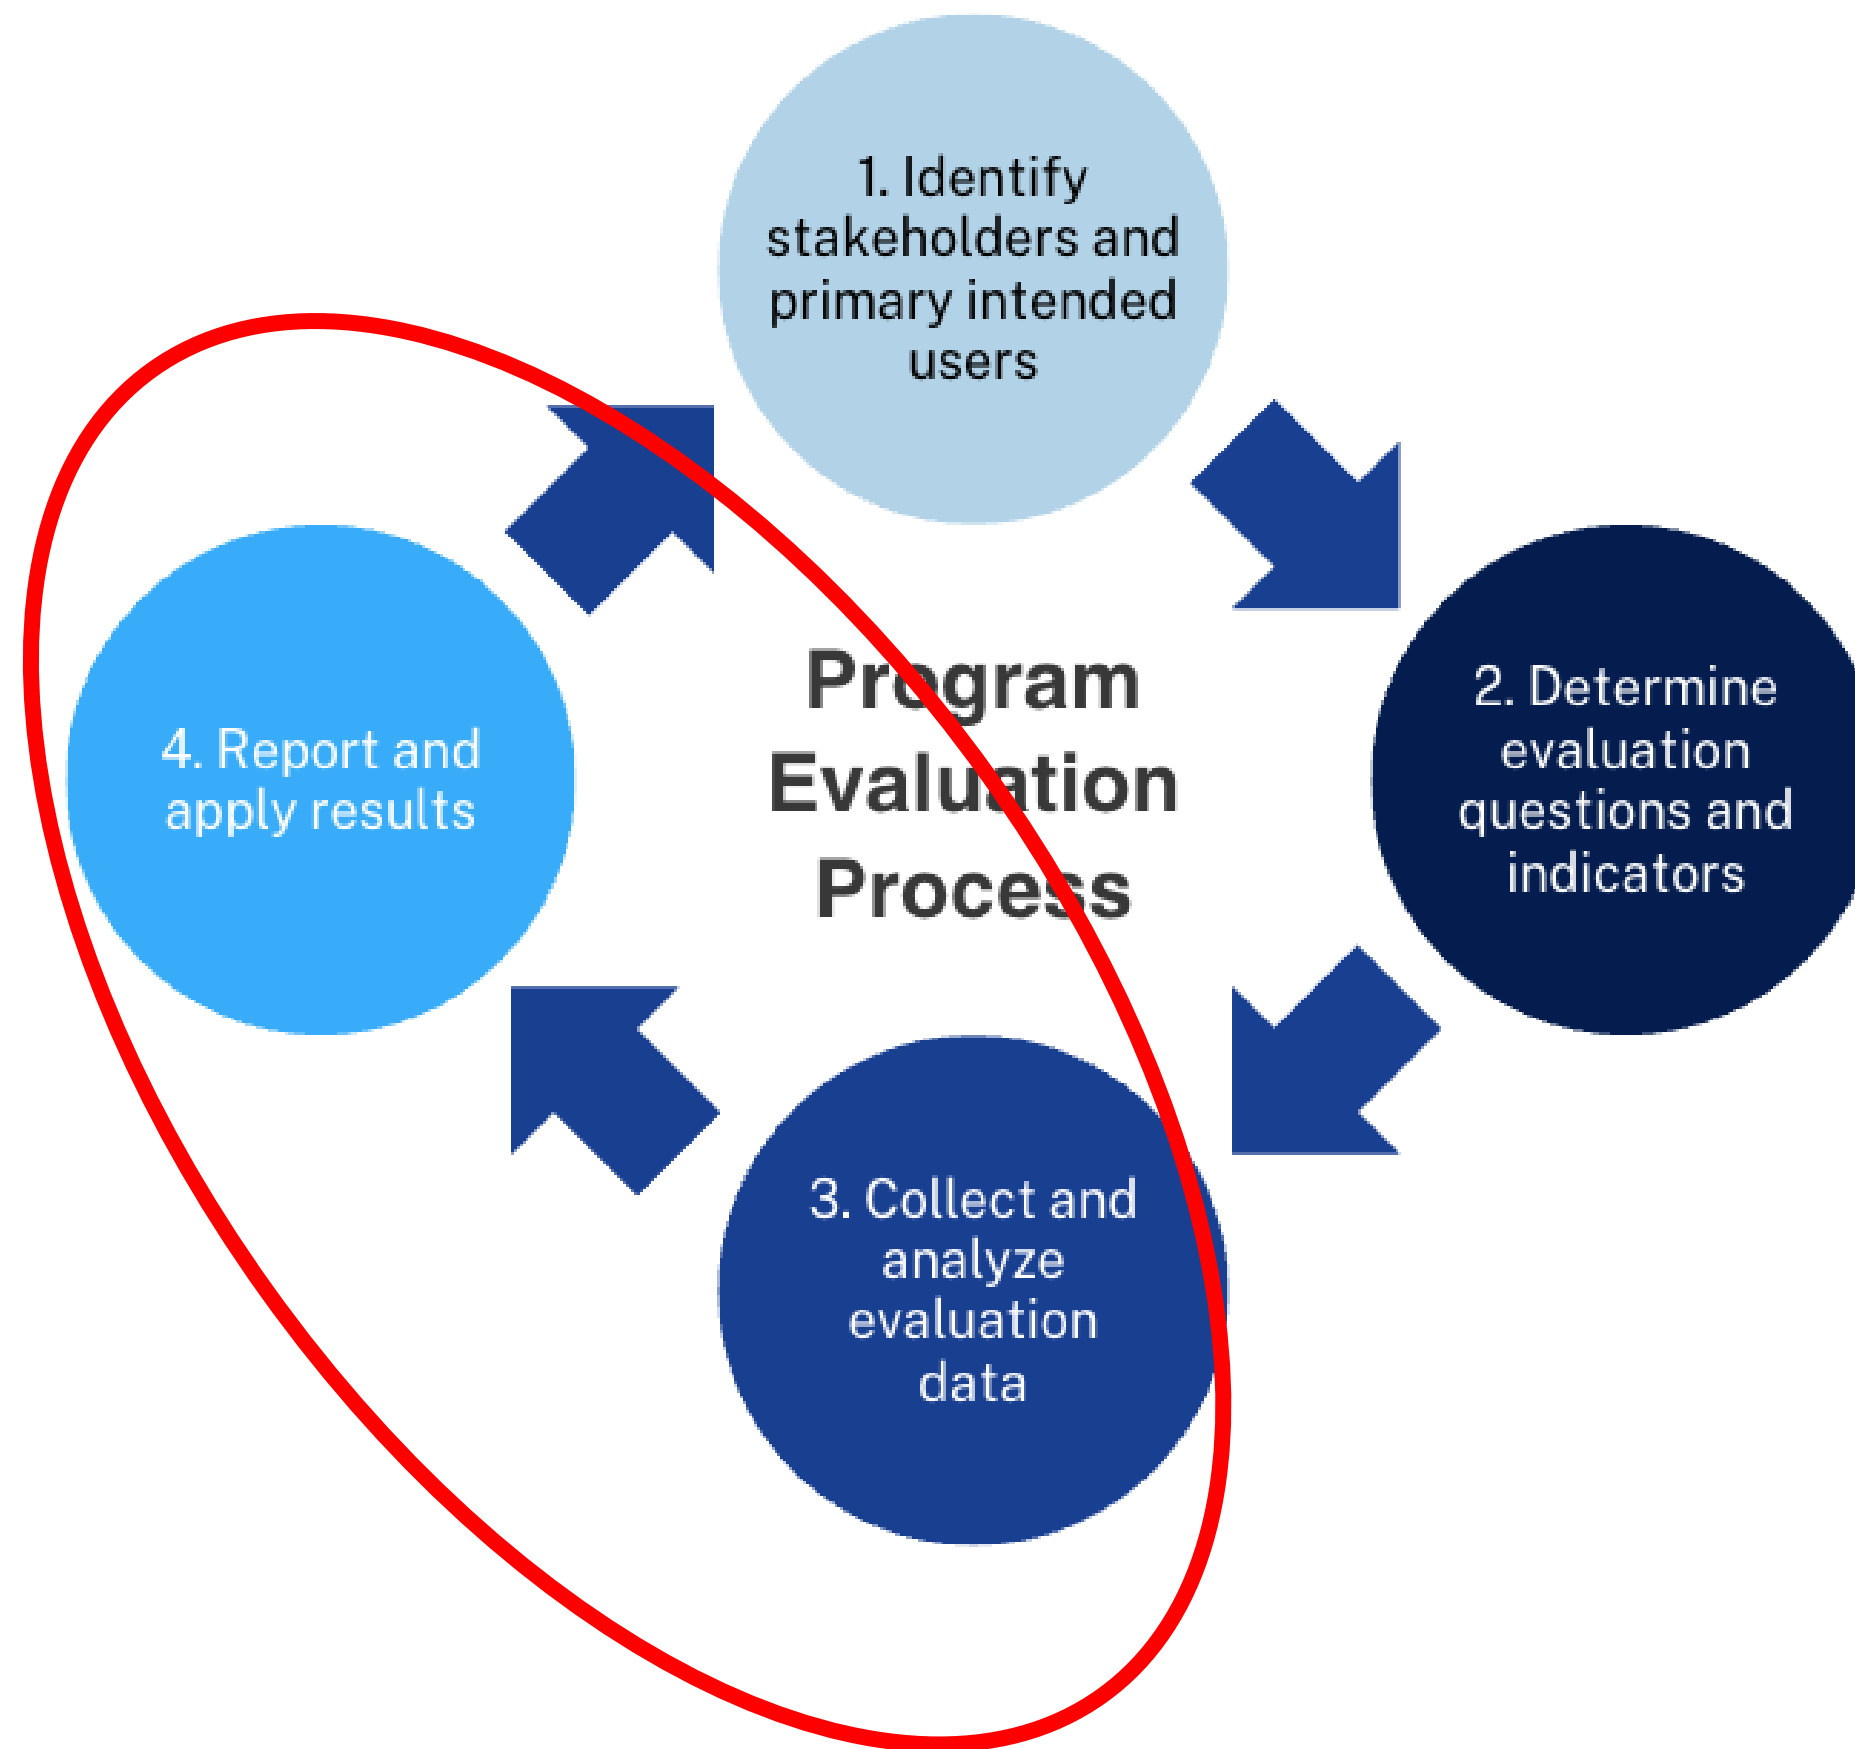 1. Identify
stakeholders and
primary intended
users
2. Determine
evaluation
questions and
indicators
3. Collect and
analyze
evaluation
data
4. Report and
apply results
Program
Evaluation
Process